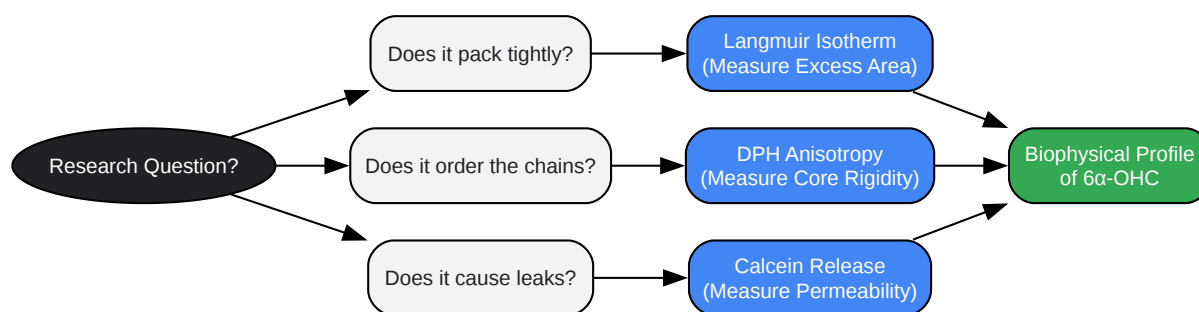 Research Question?
Does it pack tightly?
Langmuir Isotherm
(Measure Excess Area)
Does it order the chains?
DPH Anisotropy
(Measure Core Rigidity)
Biophysical Profile
of 6α-OHC
Does it cause leaks?
Calcein Release
(Measure Permeability)